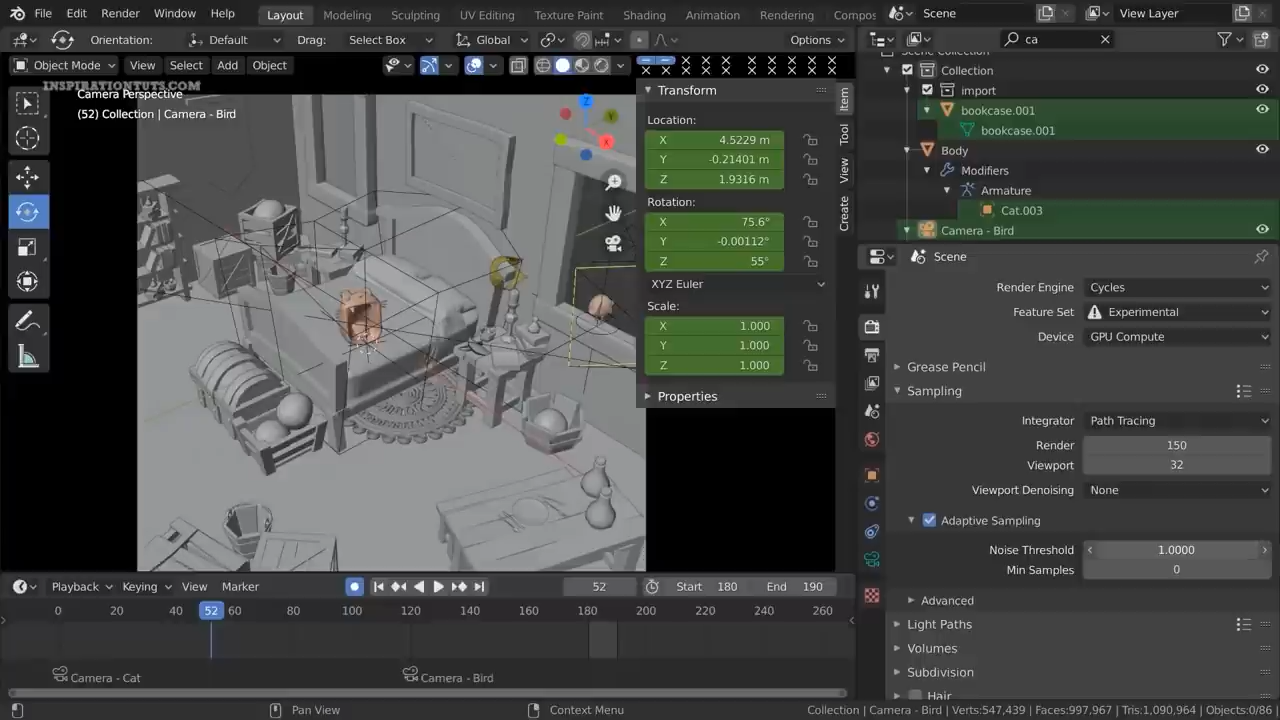 File Edit Render Window Help Layout Modeling Sculpting UV Editing Texture Paint Shading Animation Rendering Compos Scene View Layer
Orientation: Default Drag: Select Box Global Options ca
Object Mode View Select Add Object
INSPIRATIONTUTS.COM
Camera Perspective
(52) Collection | Camera - Bird
Z
Y
X
Transform
Location:
X 4.5229 m
Y -0.21401 m
Z 1.9316 m
Rotation:
X 75.6°
Y -0.00112°
Z 55°
XYZ Euler
Scale:
X 1.000
Y 1.000
Z 1.000
Properties
Item
Tool
View
Create
Scene Collection
Collection
import
bookcase.001
bookcase.001
Body
Modifiers
Armature
Cat.003
Camera - Bird
Scene
Render Engine Cycles
Feature Set Experimental
Device GPU Compute
Grease Pencil
Sampling
Integrator Path Tracing
Render 150
Viewport 32
Viewport Denoising None
Adaptive Sampling
Noise Threshold 1.0000
Min Samples 0
Advanced
Light Paths
Volumes
Subdivision
Hair
Playback Keying View Marker 52 Start 180 End 190
0 20 40 52 60 80 100 120 140 160 180 200 220 240 260
Camera - Cat Camera - Bird
Pan View Context Menu Collection | Camera - Bird Verts:547,439 | Faces:997,967 | Tris:1,090,964 | Objects:0/86 |